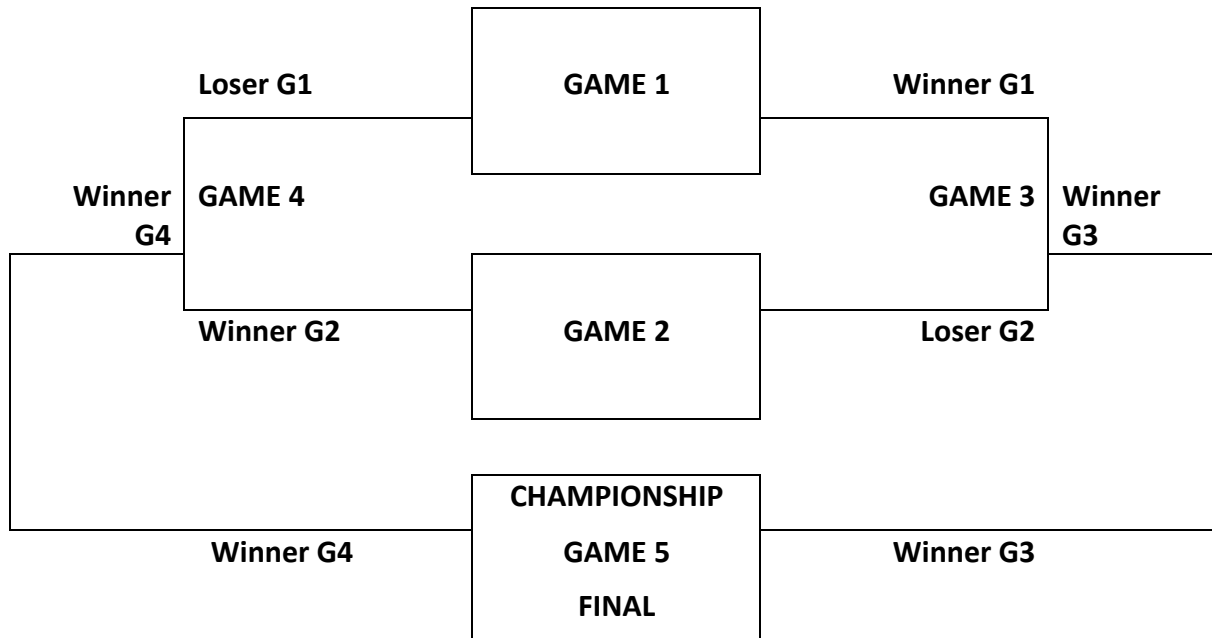 Loser G1
GAME 1
Winner G1
Winner
G4
GAME 4
GAME 3
Winner
G3
Winner G2
GAME 2
Loser G2
CHAMPIONSHIP
Winner G4
GAME 5
Winner G3
FINAL